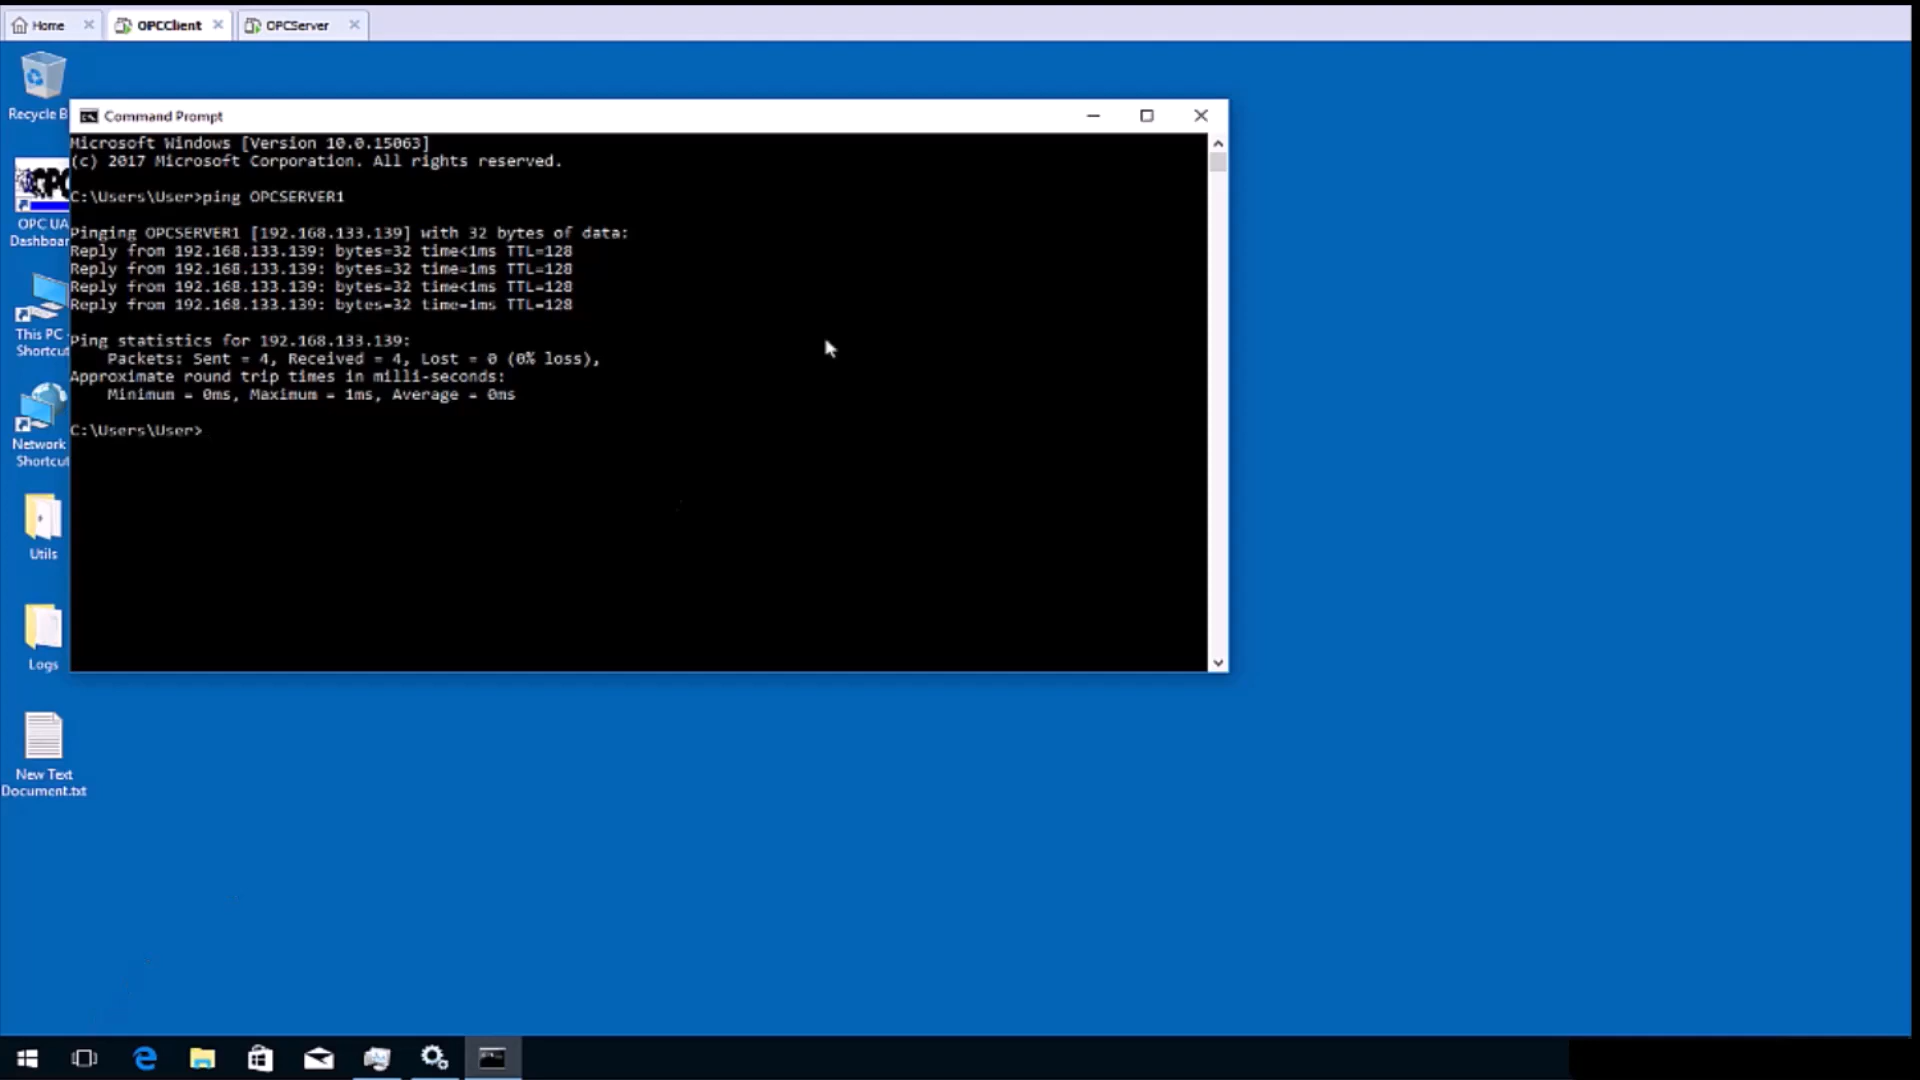 Home
OPCClient
OPCServer
Recycle B
OPC
OPC UA
Dashboar
This PC -
Shortcut
Network
Shortcut
Utils
Logs
New Text
Document.txt
Command Prompt
Microsoft Windows [Version 10.0.15063]
(c) 2017 Microsoft Corporation. All rights reserved.
C:\Users\User>ping OPCSERVER1
Pinging OPCSERVER1 [192.168.133.139] with 32 bytes of data:
Reply from 192.168.133.139: bytes=32 time<1ms TTL=128
Reply from 192.168.133.139: bytes=32 time=1ms TTL=128
Reply from 192.168.133.139: bytes=32 time<1ms TTL=128
Reply from 192.168.133.139: bytes=32 time=1ms TTL=128
Ping statistics for 192.168.133.139:
Packets: Sent = 4, Received = 4, Lost = 0 (0% loss),
Approximate round trip times in milli-seconds:
Minimum = 0ms, Maximum = 1ms, Average = 0ms
C:\Users\User>